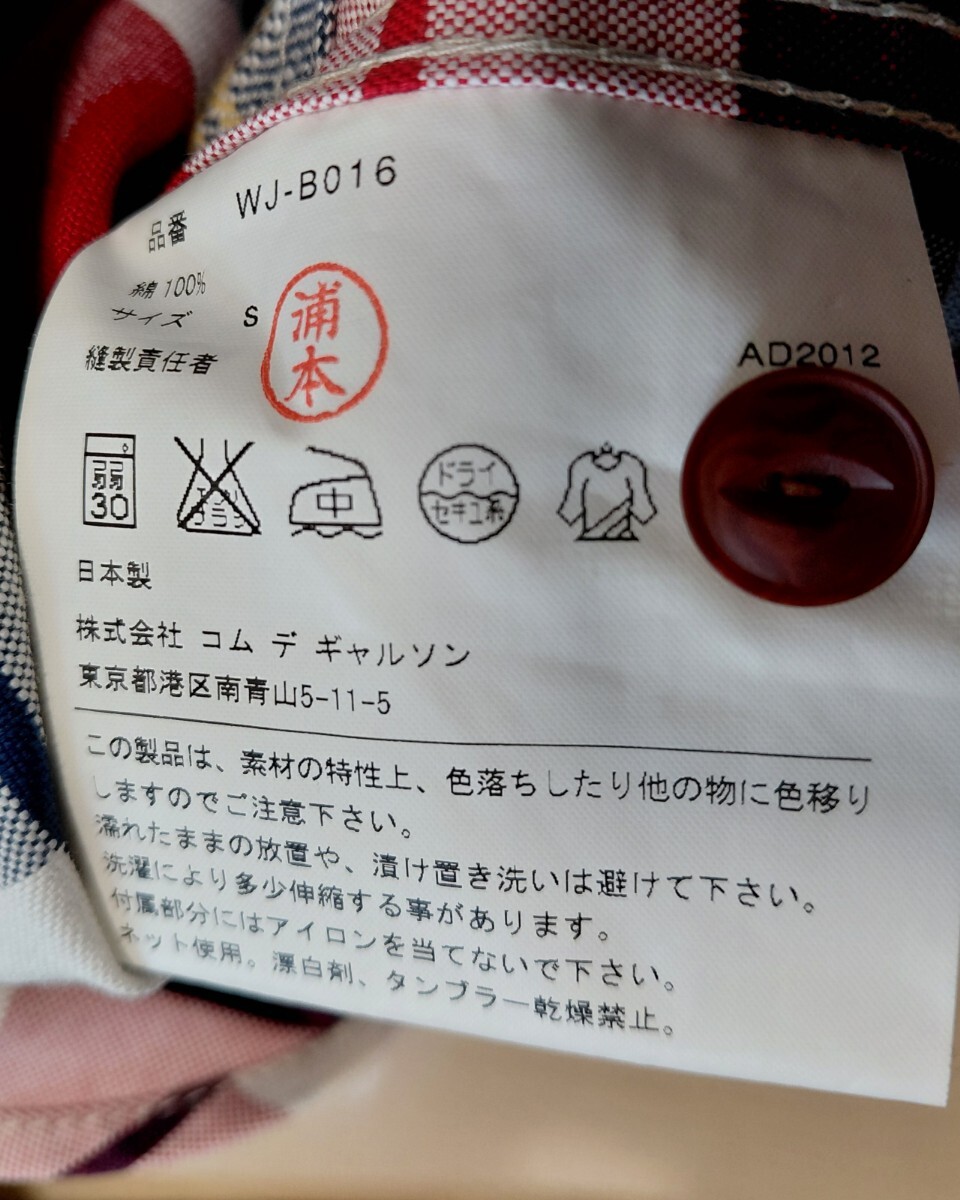 品番 WJ-B016
綿 100%
サイズ S
縫製責任者
浦本
AD2012
弱
30
エンソ
中
ドライ
セキユ系
日本製
株式会社 コム デ ギャルソン
東京都港区南青山5-11-5
この製品は、素材の特性上、色落ちしたり他の物に色移り
しますのでご注意下さい。
濡れたままの放置や、漬け置き洗いは避けて下さい。
洗濯により多少伸縮する事があります。
付属部分にはアイロンを当てないで下さい。
ネット使用。漂白剤、タンブラー乾燥禁止。